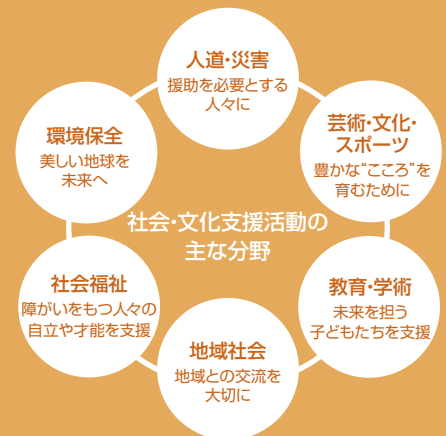 人道・災害
援助を必要とする
人々に
芸術・文化・
スポーツ
豊かな“こころ”を
育むために
教育・学術
未来を担う
子どもたちを支援
地域社会
地域との交流を
大切に
社会福祉
障がいをもつ人々の
自立や才能を支援
環境保全
美しい地球を
未来へ
社会・文化支援活動の
主な分野